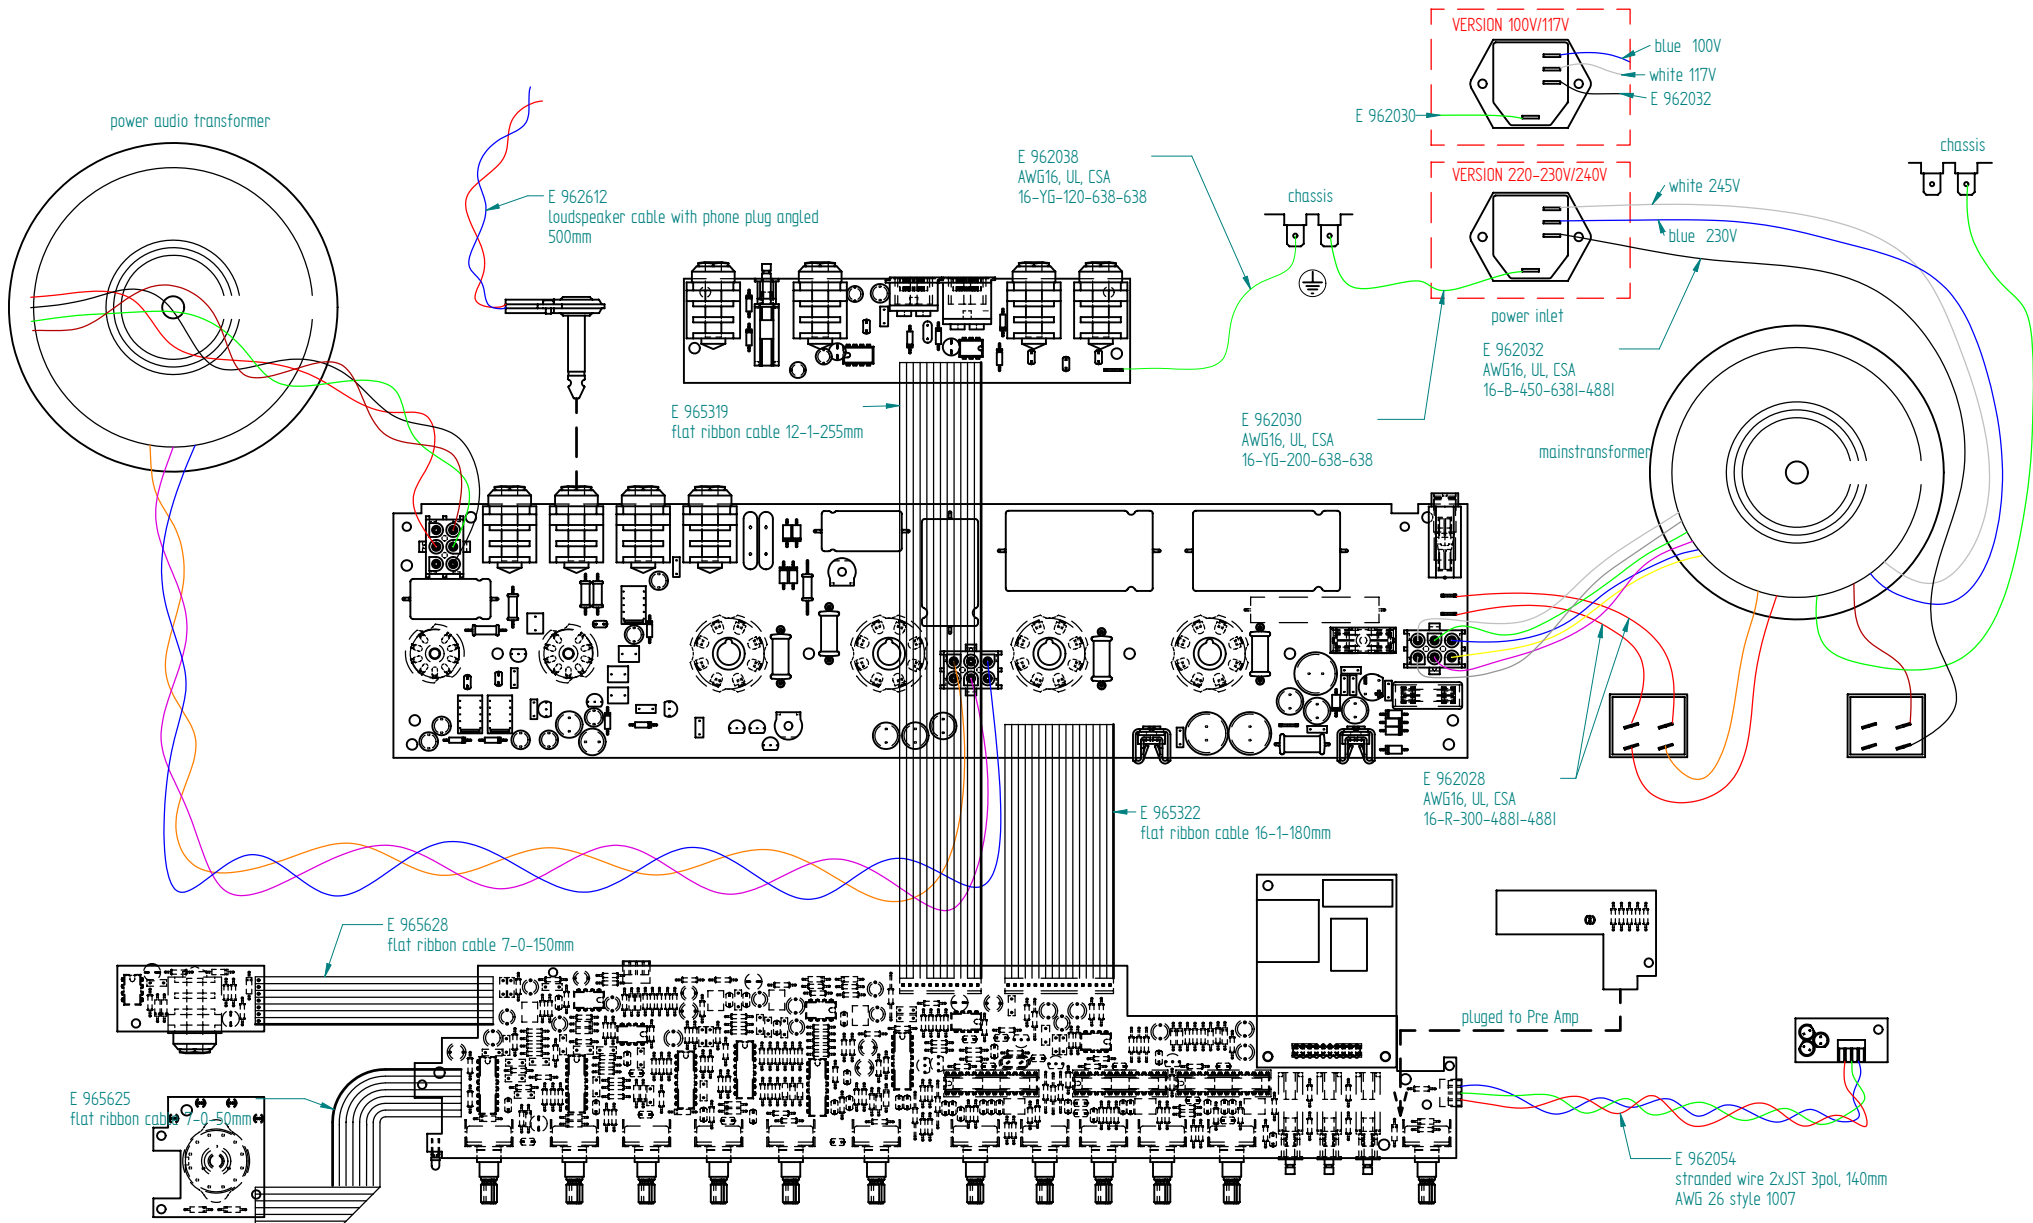 VERSION 100V/117V
blue 100V
white 117V
E 962032
E 962030
power audio transformer
E 962612
loudspeaker cable with phone plug angled
500mm
E 962038
AWG16, UL, CSA
16-YG-120-638-638
chassis
VERSION 220-230V/240V
white 245V
blue 230V
chassis
power inlet
E 962032
AWG16, UL, CSA
16-B-450-638I-488I
E 965319
flat ribbon cable 12-1-255mm
E 962030
AWG16, UL, CSA
16-YG-200-638-638
mainstransformer
E 962028
AWG16, UL, CSA
16-R-300-488I-488I
E 965322
flat ribbon cable 16-1-180mm
E 965628
flat ribbon cable 7-0-150mm
pluged to Pre Amp
E 965625
flat ribbon cable 7-0-50mm
E 962054
stranded wire 2xJST 3pol, 140mm
AWG 26 style 1007